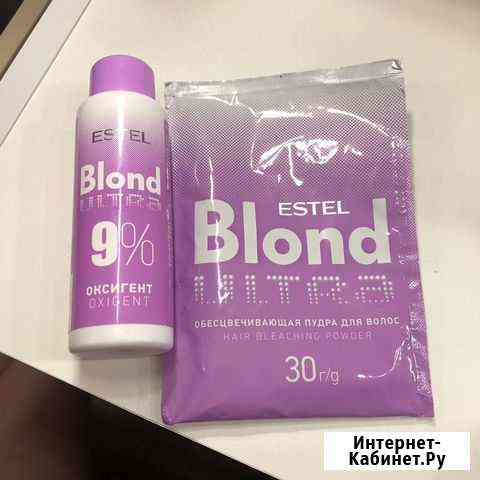 ESTEL
Blond
ULTRA
9%
ОКСИГЕНТ
OXIGENT
ESTEL
Blond
ULTRA
ОБЕСЦВЕЧИВАЮЩАЯ ПУДРА ДЛЯ ВОЛОС
HAIR BLEACHING POWDER
30 г/g
Интернет-
Кабинет.Ру